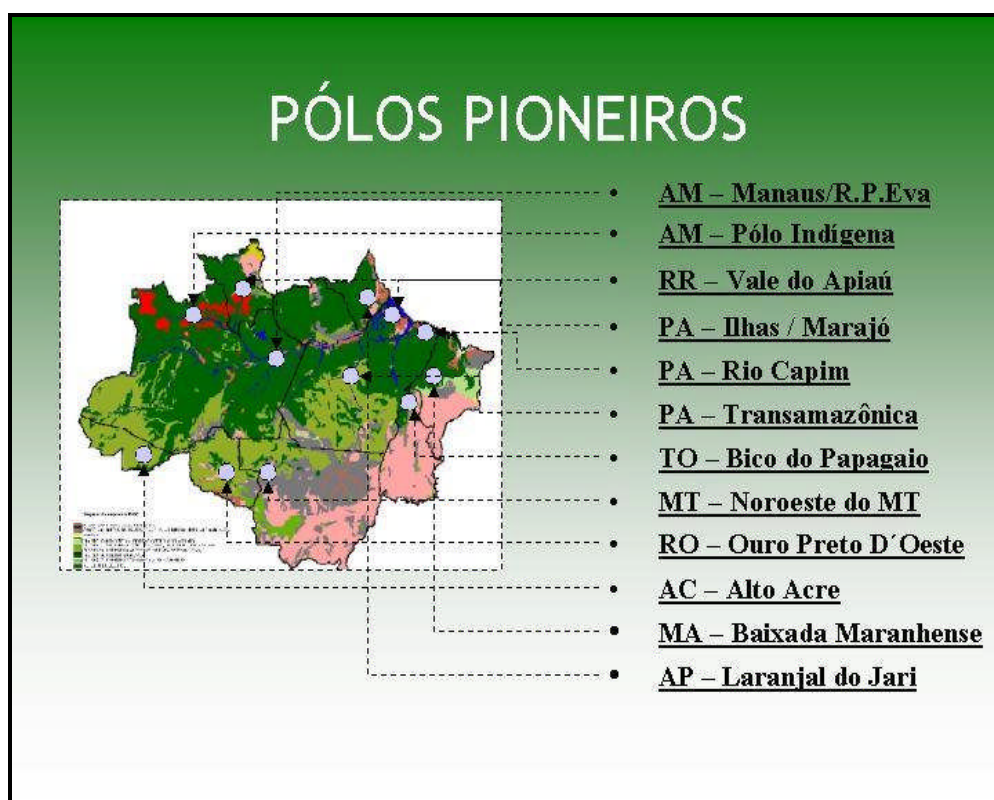 PÓLOS PIONEIROS
• AM – Manaus/R.P.Eva
• AM – Pólo Indígena
• RR – Vale do Apiaú
• PA – Ilhas / Marajó
• PA – Rio Capim
• PA – Transamazônica
• TO – Bico do Papagaio
• MT – Noroeste do MT
• RO – Ouro Preto D´Oeste
• AC – Alto Acre
• MA – Baixada Maranhense
• AP – Laranjal do Jari